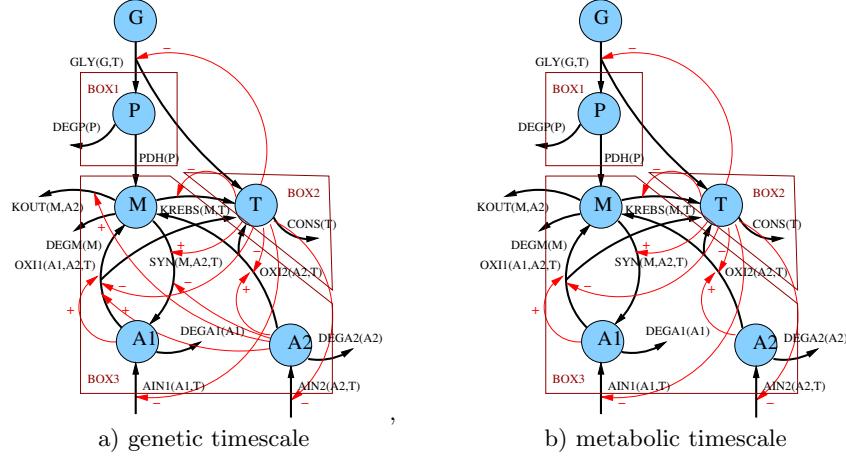 G
GLY(G,T)
−
BOX1
P
DEGP(P)
PDH(P)
−
BOX2
M
T
KOUT(M,A2)
KREBS(M,T)
CONS(T)
+
DEGM(M)
+
−
OXI1(A1,A2,T)
SYN(M,A2,T)
OXI2(A2,T)
−
−
+
+
+
A1
DEGA1(A1)
A2
DEGA2(A2)
BOX3
AIN1(A1,T)
AIN2(A2,T)
−
−
a) genetic timescale
,
G
GLY(G,T)
−
BOX1
P
DEGP(P)
PDH(P)
−
BOX2
M
T
KOUT(M,A2)
KREBS(M,T)
CONS(T)
DEGM(M)
+
−
OXI1(A1,A2,T)
SYN(M,A2,T)
OXI2(A2,T)
−
+
+
A1
DEGA1(A1)
A2
DEGA2(A2)
BOX3
AIN1(A1,T)
AIN2(A2,T)
−
−
b) metabolic timescale